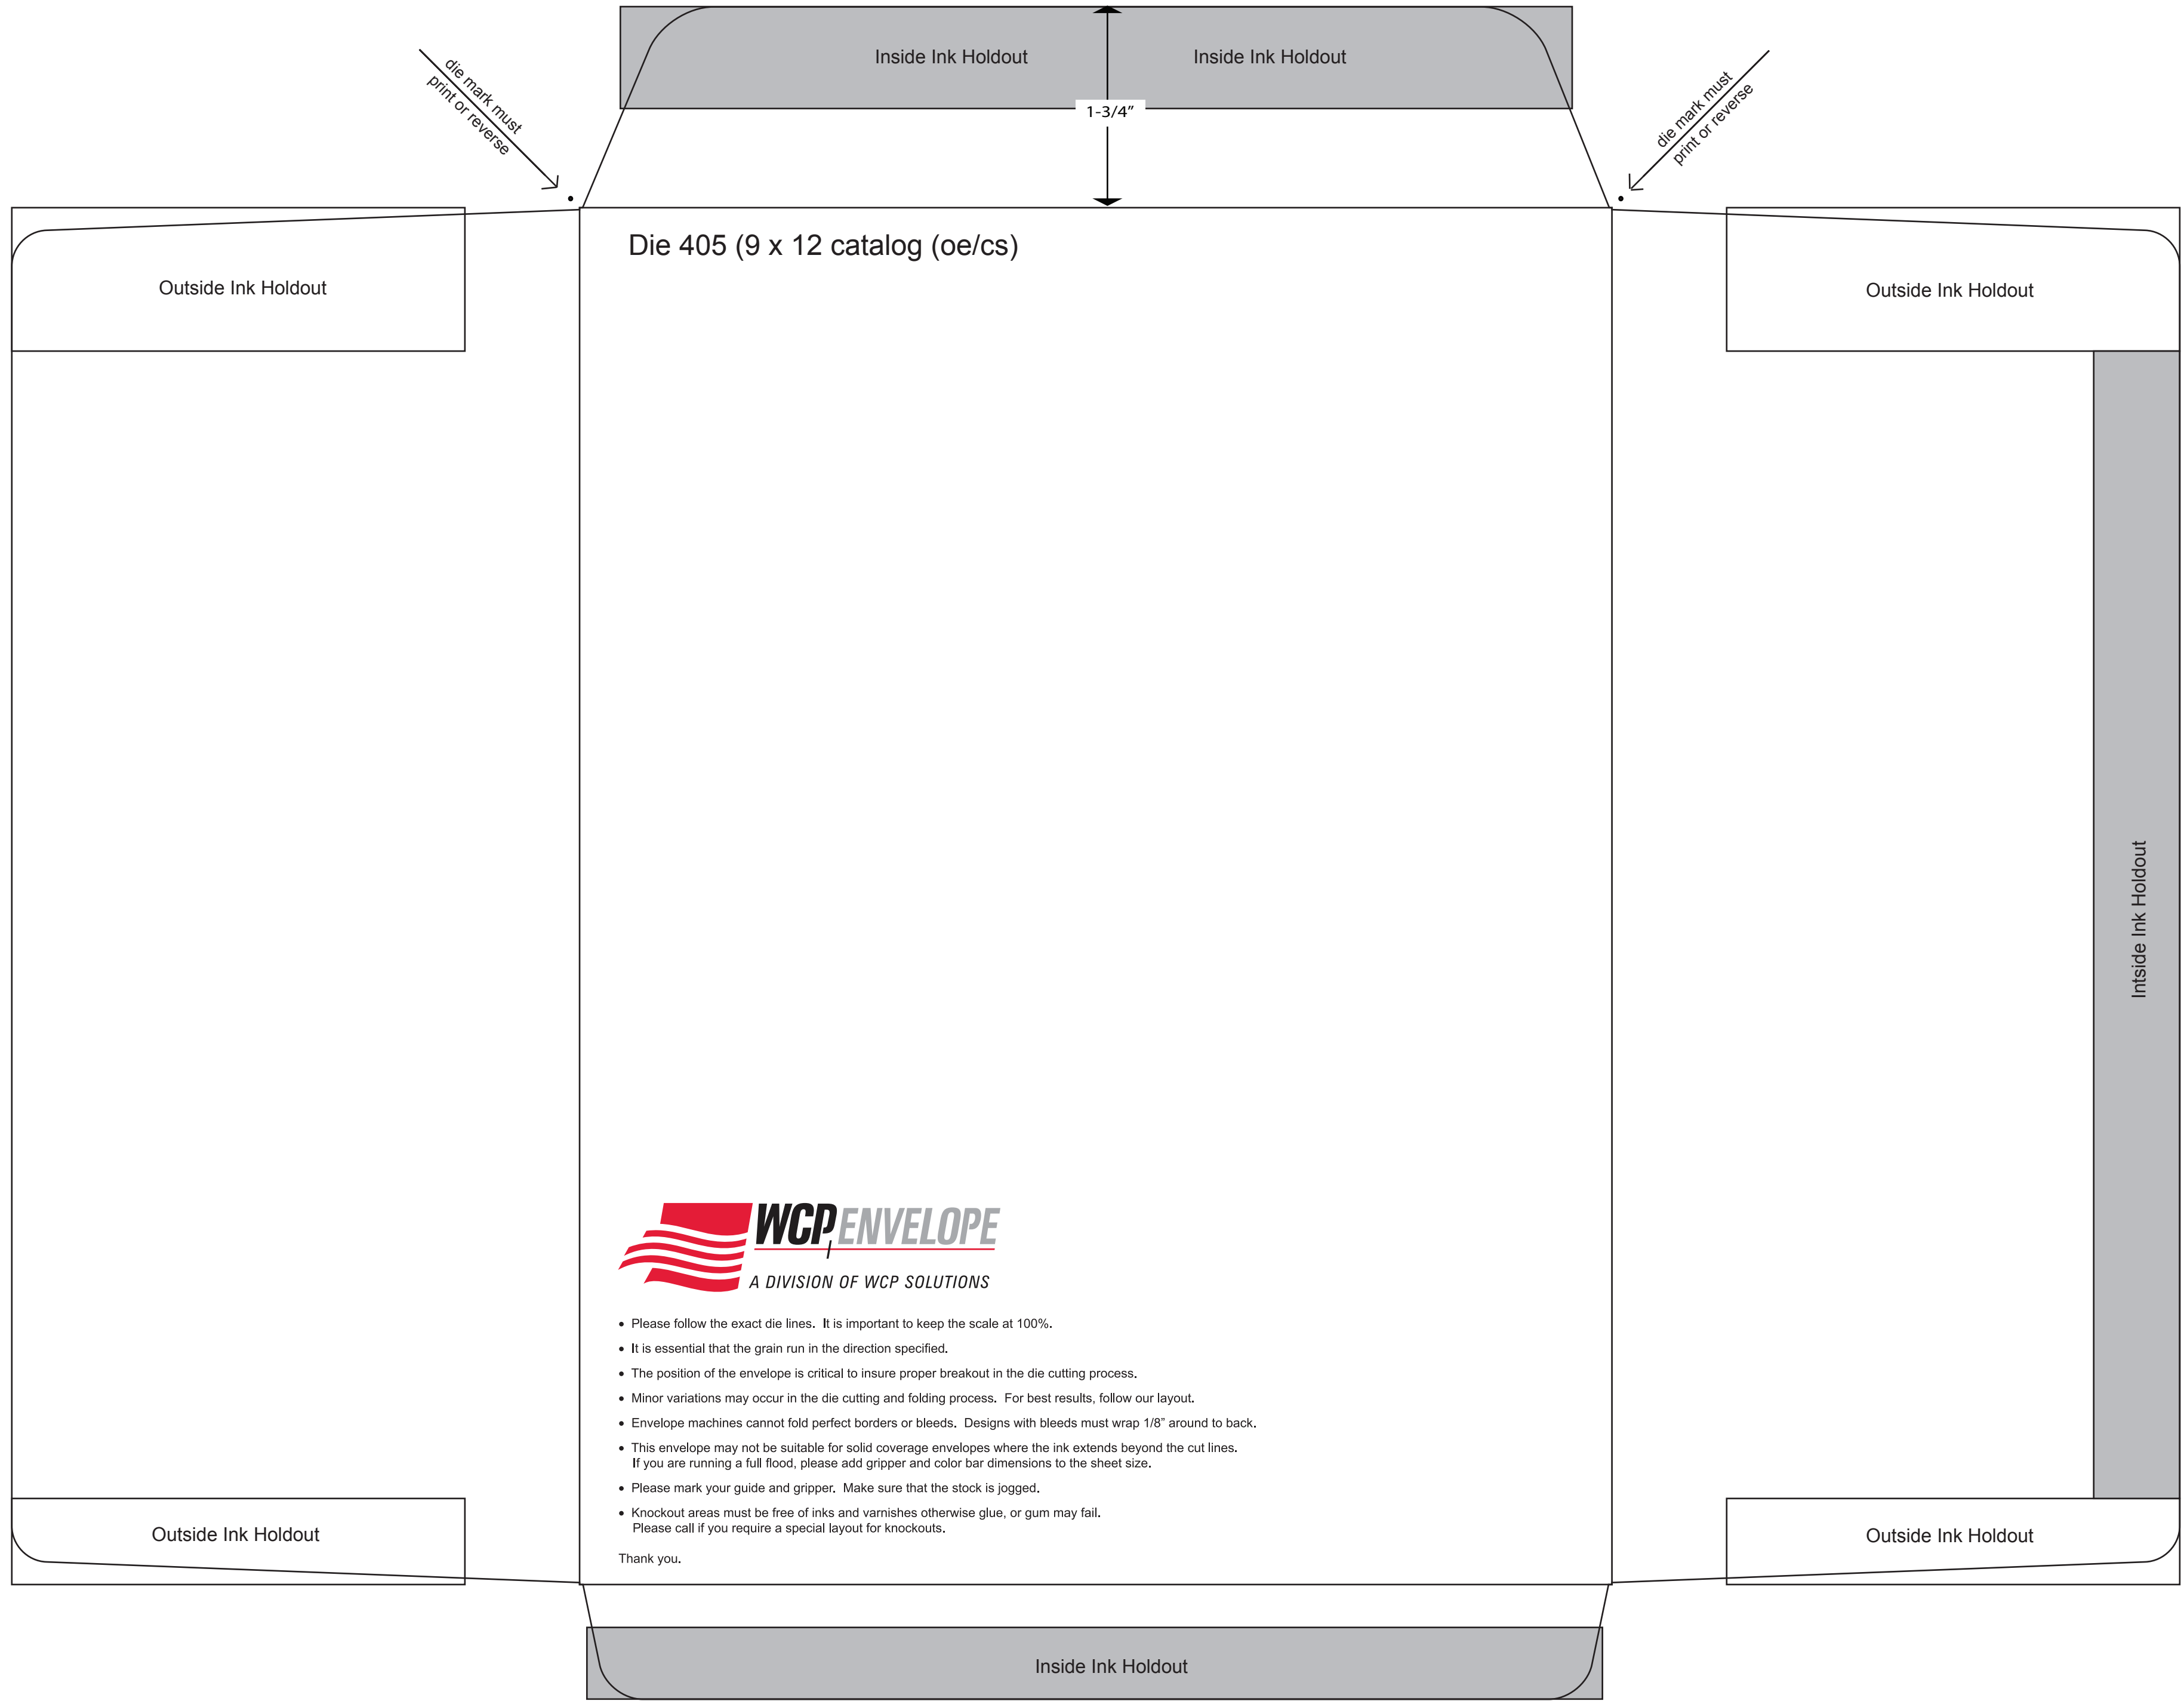 Inside Ink Holdout
Inside Ink Holdout
1-3/4”
die mark must
print or reverse
die mark must
print or reverse
Die 405 (9 x 12 catalog (oe/cs)
Outside Ink Holdout
Outside Ink Holdout
Intside Ink Holdout
WCP ENVELOPE
A DIVISION OF WCP SOLUTIONS
• Please follow the exact die lines. It is important to keep the scale at 100%.
• It is essential that the grain run in the direction specified.
• The position of the envelope is critical to insure proper breakout in the die cutting process.
• Minor variations may occur in the die cutting and folding process. For best results, follow our layout.
• Envelope machines cannot fold perfect borders or bleeds. Designs with bleeds must wrap 1/8” around to back.
• This envelope may not be suitable for solid coverage envelopes where the ink extends beyond the cut lines.
If you are running a full flood, please add gripper and color bar dimensions to the sheet size.
• Please mark your guide and gripper. Make sure that the stock is jogged.
• Knockout areas must be free of inks and varnishes otherwise glue, or gum may fail.
Please call if you require a special layout for knockouts.
Thank you.
Outside Ink Holdout
Outside Ink Holdout
Inside Ink Holdout